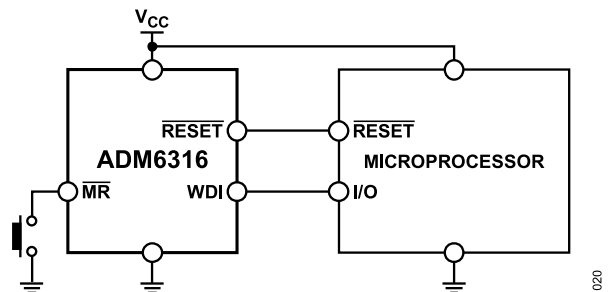 VCC
RESET
RESET
ADM6316
MICROPROCESSOR
MR
WDI
I/O
020